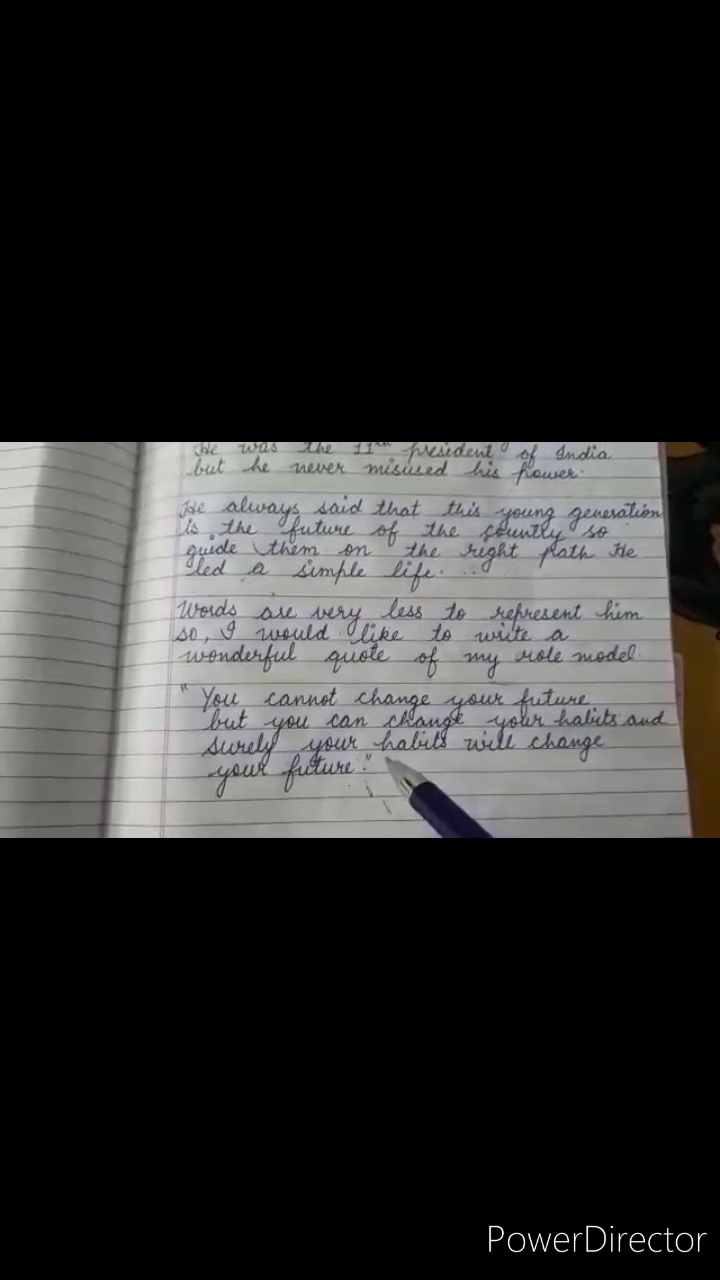 He was the 11th president of India
but he never misused his power.
He always said that this young generation
is the future of the country so
guide them on the right path He
led a simple life.
Words are very less to represent him
so, I would like to write a
wonderful quote of my role model.
"You cannot change your future
but you can change your habits and
surely your habits will change
your future."
PowerDirector